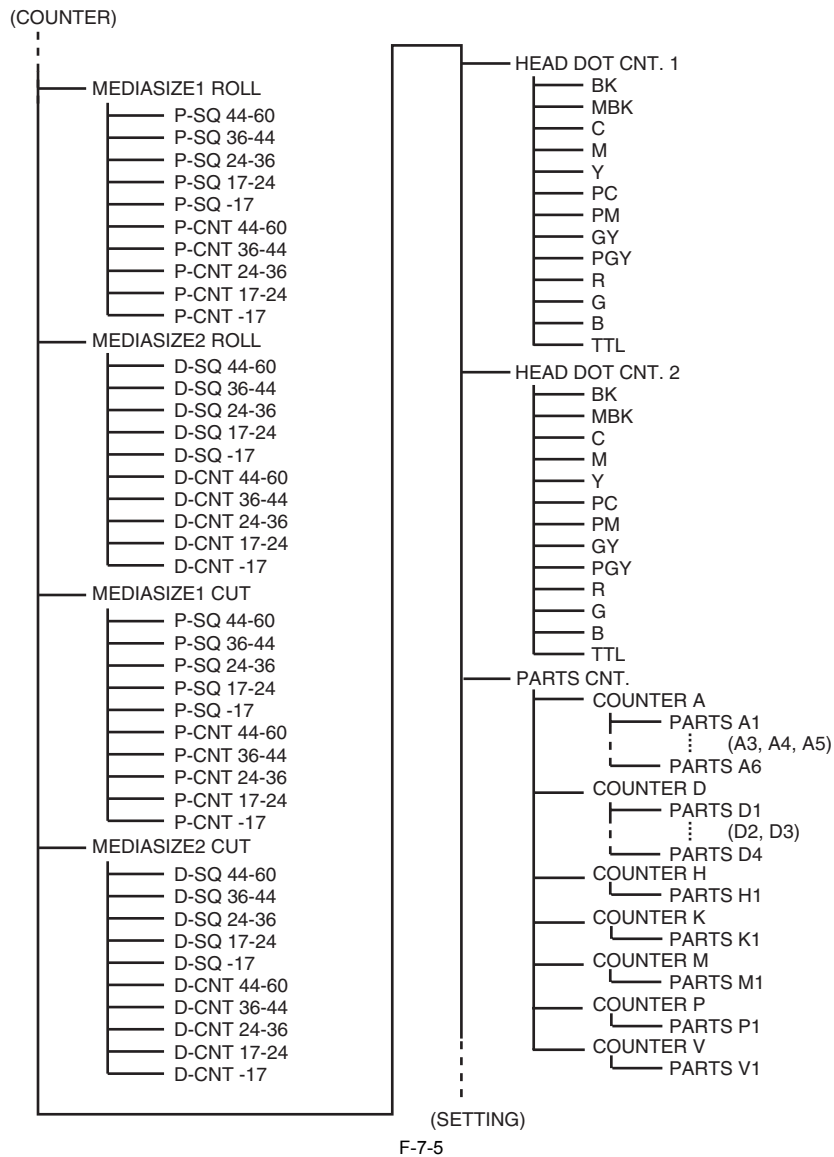 (COUNTER)
MEDIASIZE1 ROLL
P-SQ 44-60
P-SQ 36-44
P-SQ 24-36
P-SQ 17-24
P-SQ -17
P-CNT 44-60
P-CNT 36-44
P-CNT 24-36
P-CNT 17-24
P-CNT -17
MEDIASIZE2 ROLL
D-SQ 44-60
D-SQ 36-44
D-SQ 24-36
D-SQ 17-24
D-SQ -17
D-CNT 44-60
D-CNT 36-44
D-CNT 24-36
D-CNT 17-24
D-CNT -17
MEDIASIZE1 CUT
P-SQ 44-60
P-SQ 36-44
P-SQ 24-36
P-SQ 17-24
P-SQ -17
P-CNT 44-60
P-CNT 36-44
P-CNT 24-36
P-CNT 17-24
P-CNT -17
MEDIASIZE2 CUT
D-SQ 44-60
D-SQ 36-44
D-SQ 24-36
D-SQ 17-24
D-SQ -17
D-CNT 44-60
D-CNT 36-44
D-CNT 24-36
D-CNT 17-24
D-CNT -17
HEAD DOT CNT. 1
BK
MBK
C
M
Y
PC
PM
GY
PGY
R
G
B
TTL
HEAD DOT CNT. 2
BK
MBK
C
M
Y
PC
PM
GY
PGY
R
G
B
TTL
PARTS CNT.
COUNTER A
PARTS A1
(A3, A4, A5)
PARTS A6
COUNTER D
PARTS D1
(D2, D3)
PARTS D4
COUNTER H
PARTS H1
COUNTER K
PARTS K1
COUNTER M
PARTS M1
COUNTER P
PARTS P1
COUNTER V
PARTS V1
(SETTING)
F-7-5